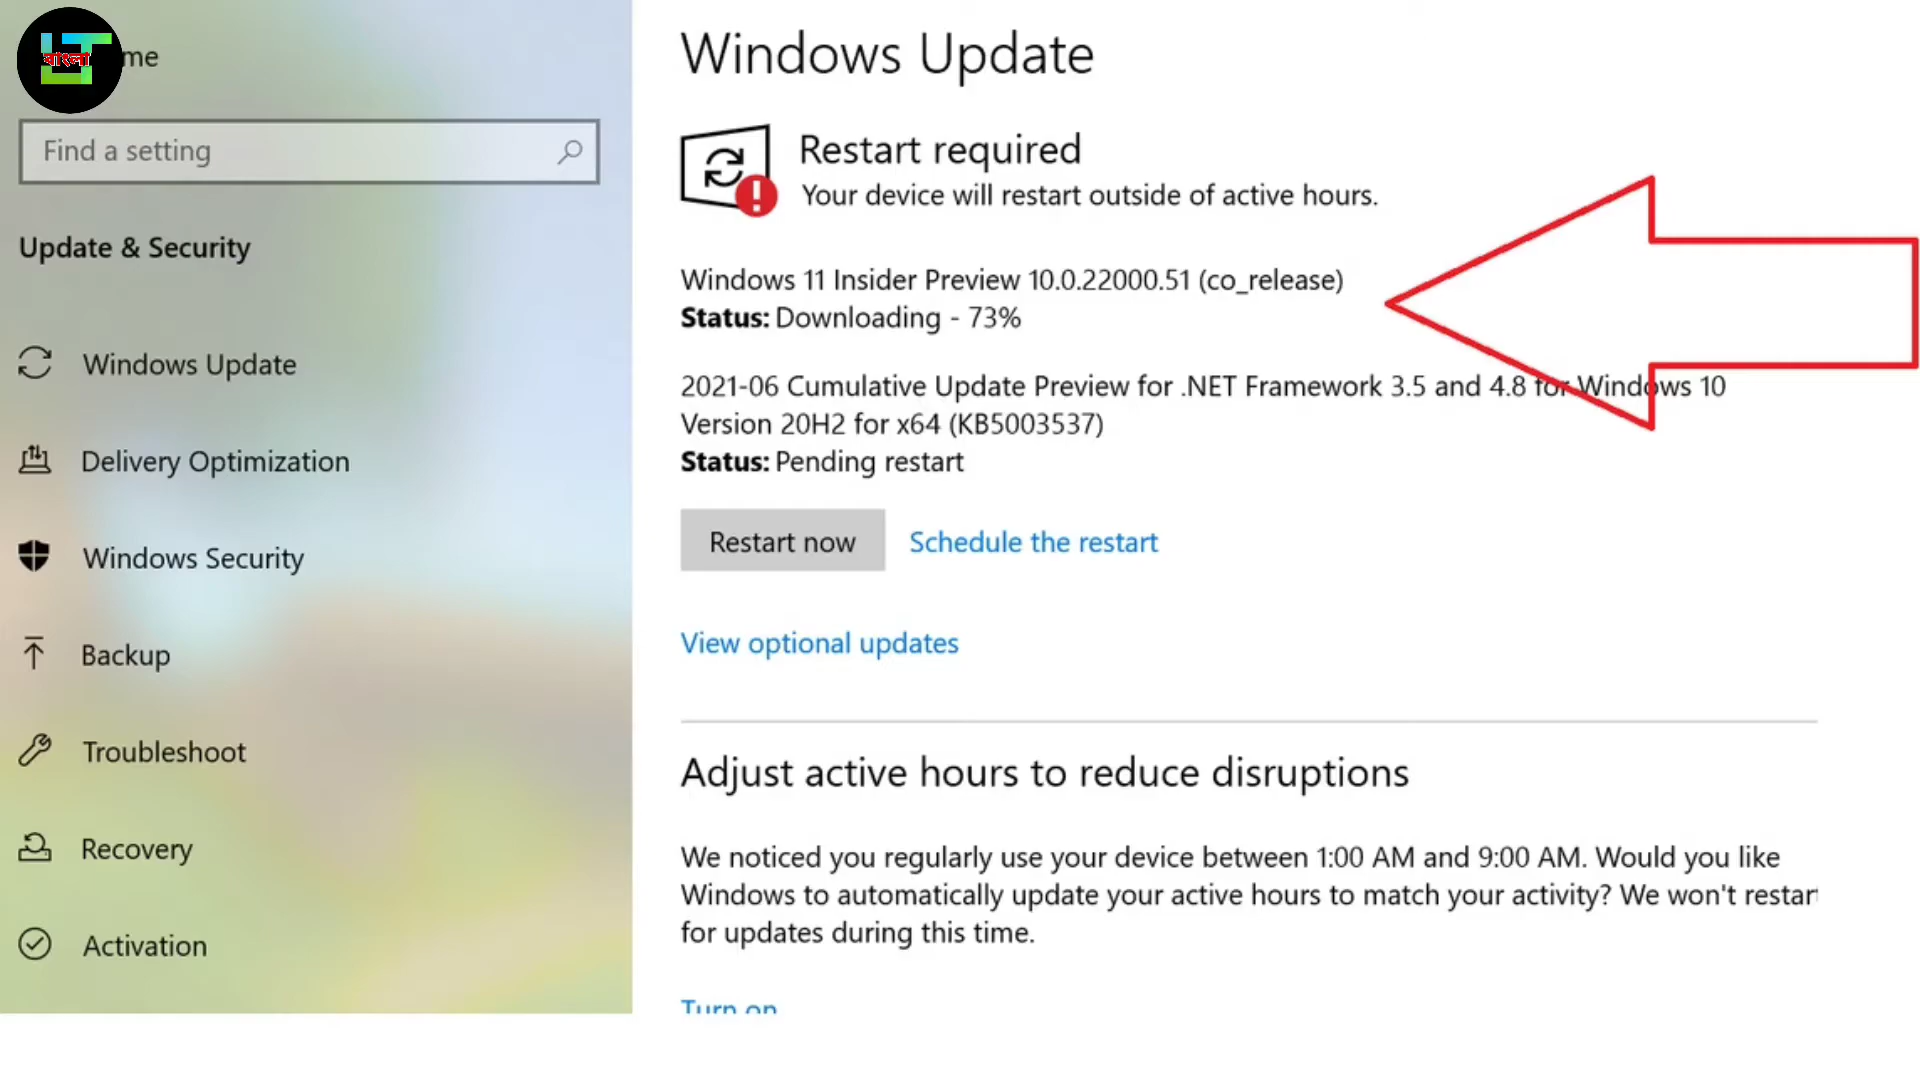 LT
বাংলা
me
Find a setting
Update & Security
Windows Update
Delivery Optimization
Windows Security
Backup
Troubleshoot
Recovery
Activation
Windows Update
Restart required
Your device will restart outside of active hours.
Windows 11 Insider Preview 10.0.22000.51 (co_release)
Status: Downloading - 73%
2021-06 Cumulative Update Preview for .NET Framework 3.5 and 4.8 for Windows 10
Version 20H2 for x64 (KB5003537)
Status: Pending restart
Restart now Schedule the restart
View optional updates
Adjust active hours to reduce disruptions
We noticed you regularly use your device between 1:00 AM and 9:00 AM. Would you like
Windows to automatically update your active hours to match your activity? We won't restart
for updates during this time.
Turn on